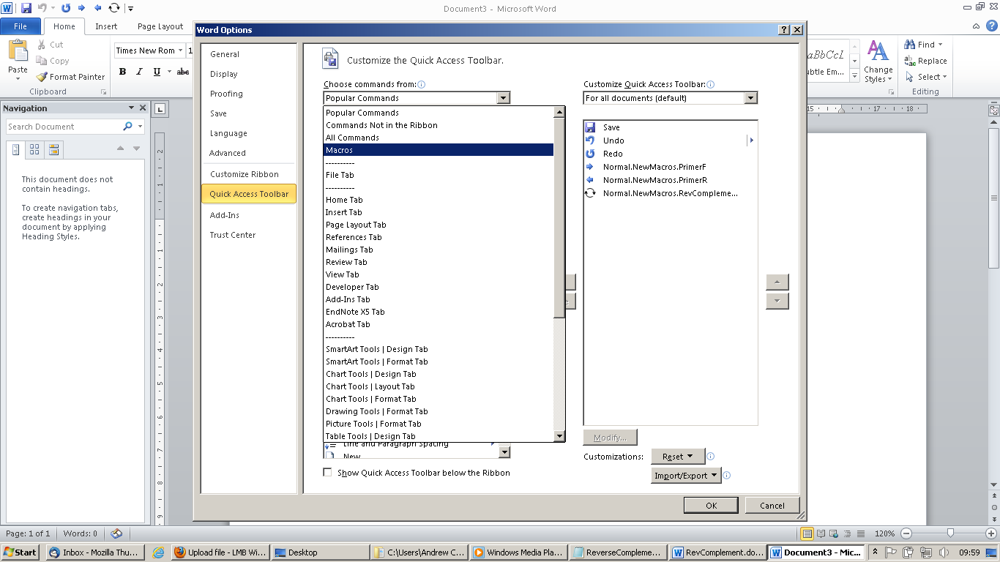 Document3 - Microsoft Word
File
Home
Insert
Page Layout
Paste
Cut
Copy
Format Painter
Clipboard
Times New Rom
1
B I U abc
AaBbCcI
Change
Styles
Find
Replace
Select
Editing
Word Options
General
Display
Proofing
Save
Language
Advanced
Customize Ribbon
Quick Access Toolbar
Add-Ins
Trust Center
Customize the Quick Access Toolbar.
Choose commands from:
Popular Commands
Popular Commands
Commands Not in the Ribbon
All Commands
Macros
----------
File Tab
----------
Home Tab
Insert Tab
Page Layout Tab
References Tab
Mailings Tab
Review Tab
View Tab
Developer Tab
Add-Ins Tab
EndNote X5 Tab
Acrobat Tab
----------
SmartArt Tools | Design Tab
SmartArt Tools | Format Tab
Chart Tools | Design Tab
Chart Tools | Layout Tab
Chart Tools | Format Tab
Drawing Tools | Format Tab
Picture Tools | Format Tab
Table Tools | Design Tab
Line and Paragraph Spacing
New
Show Quick Access Toolbar below the Ribbon
Customize Quick Access Toolbar:
For all documents (default)
Save
Undo
Redo
Normal.NewMacros.PrimerF
Normal.NewMacros.PrimerR
Normal.NewMacros.RevCompleme...
Modify...
Customizations:
Reset
Import/Export
OK
Cancel
Navigation
Search Document
This document does not
contain headings.
To create navigation tabs,
create headings in your
document by applying
Heading Styles.
15 16 17 18
Page: 1 of 1
Words: 0
120%
Start
Inbox - Mozilla Thu...
Upload file - LMB Wi...
Desktop
C:\Users\Andrew C...
Windows Media Pla...
ReverseCompleme...
RevComplement.do...
Document3 - Mic...
09:59